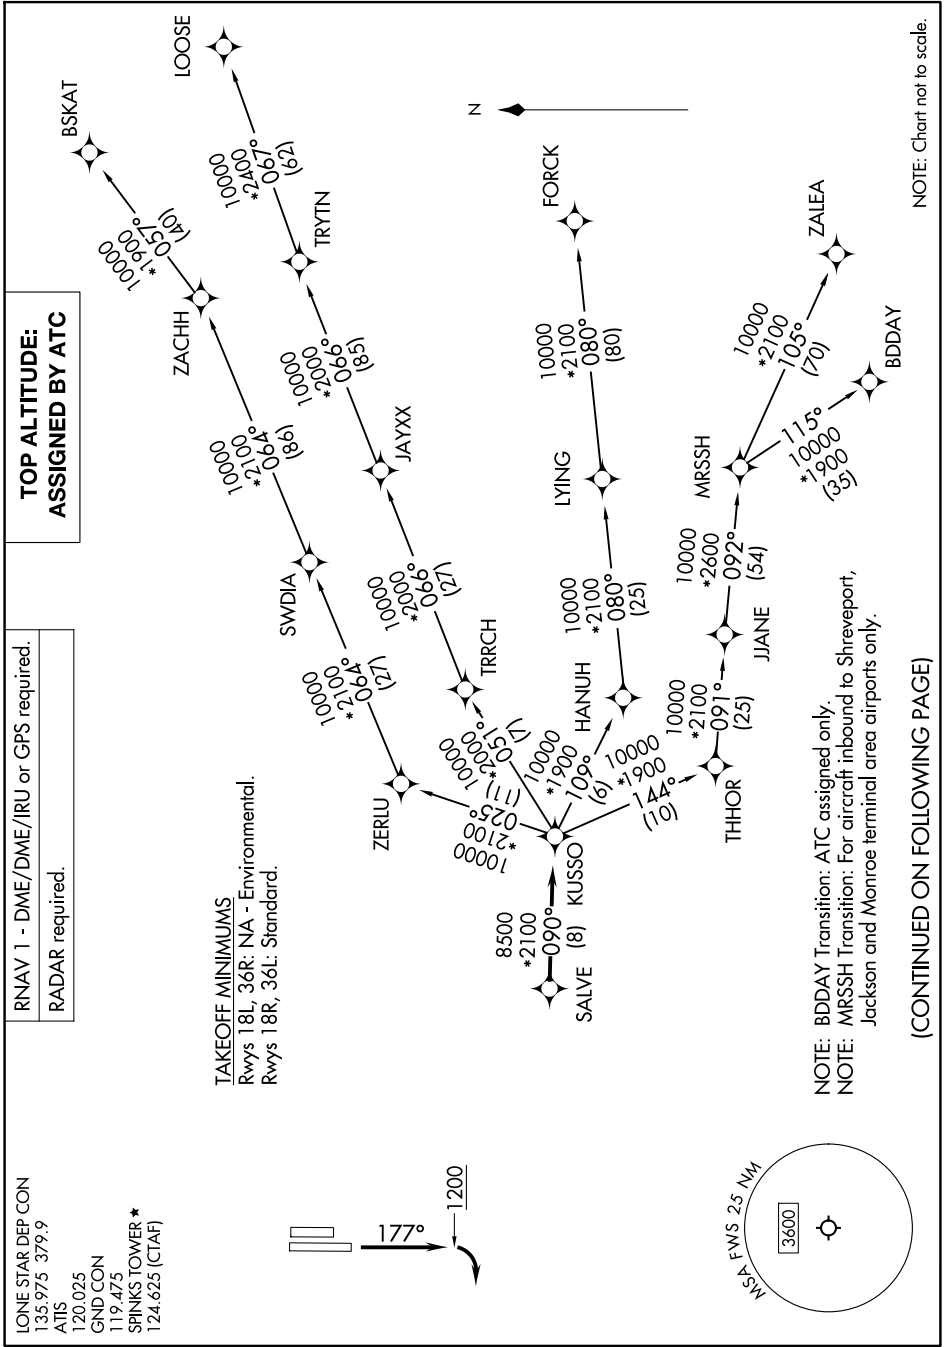 LONE STAR DEP CON
135.975 379.9
ATIS
120.025
GND CON
119.475
SPINKS TOWER ★
124.625 (CTAF)
RNAV 1 - DME/DME/IRU or GPS required.
RADAR required.
TOP ALTITUDE:
ASSIGNED BY ATC
TAKEOFF MINIMUMS
Rwys 18L, 36R: NA - Environmental.
Rwys 18R, 36L: Standard.
177°
1200
MSA FWS 25 NM
3600
SALVE
8500
*2100
090°
(8)
KUSSO
10000
*2100
025°
(11)
ZERLU
10000
*2100
064°
(27)
SWDIA
10000
*2100
064°
(86)
ZACHH
10000
*1900
057°
(40)
BSKAT
10000
*2000
051°
(7)
TRRCH
10000
*2000
066°
(27)
JAYXX
10000
*2000
066°
(85)
TRYTN
10000
*2400
067°
(62)
LOOSE
10000
*1900
109°
(6)
HANUH
10000
*2100
080°
(25)
LYING
10000
*2100
080°
(80)
FORCK
10000
*1900
144°
(10)
THHOR
10000
*2100
091°
(25)
JJANE
10000
*2600
092°
(54)
MRSSH
10000
*2100
105°
(70)
ZALEA
115°
10000
*1900
(35)
BDDAY
N
NOTE: Chart not to scale.
NOTE: BDDAY Transition: ATC assigned only.
NOTE: MRSSH Transition: For aircraft inbound to Shreveport,
Jackson and Monroe terminal area airports only.
(CONTINUED ON FOLLOWING PAGE)